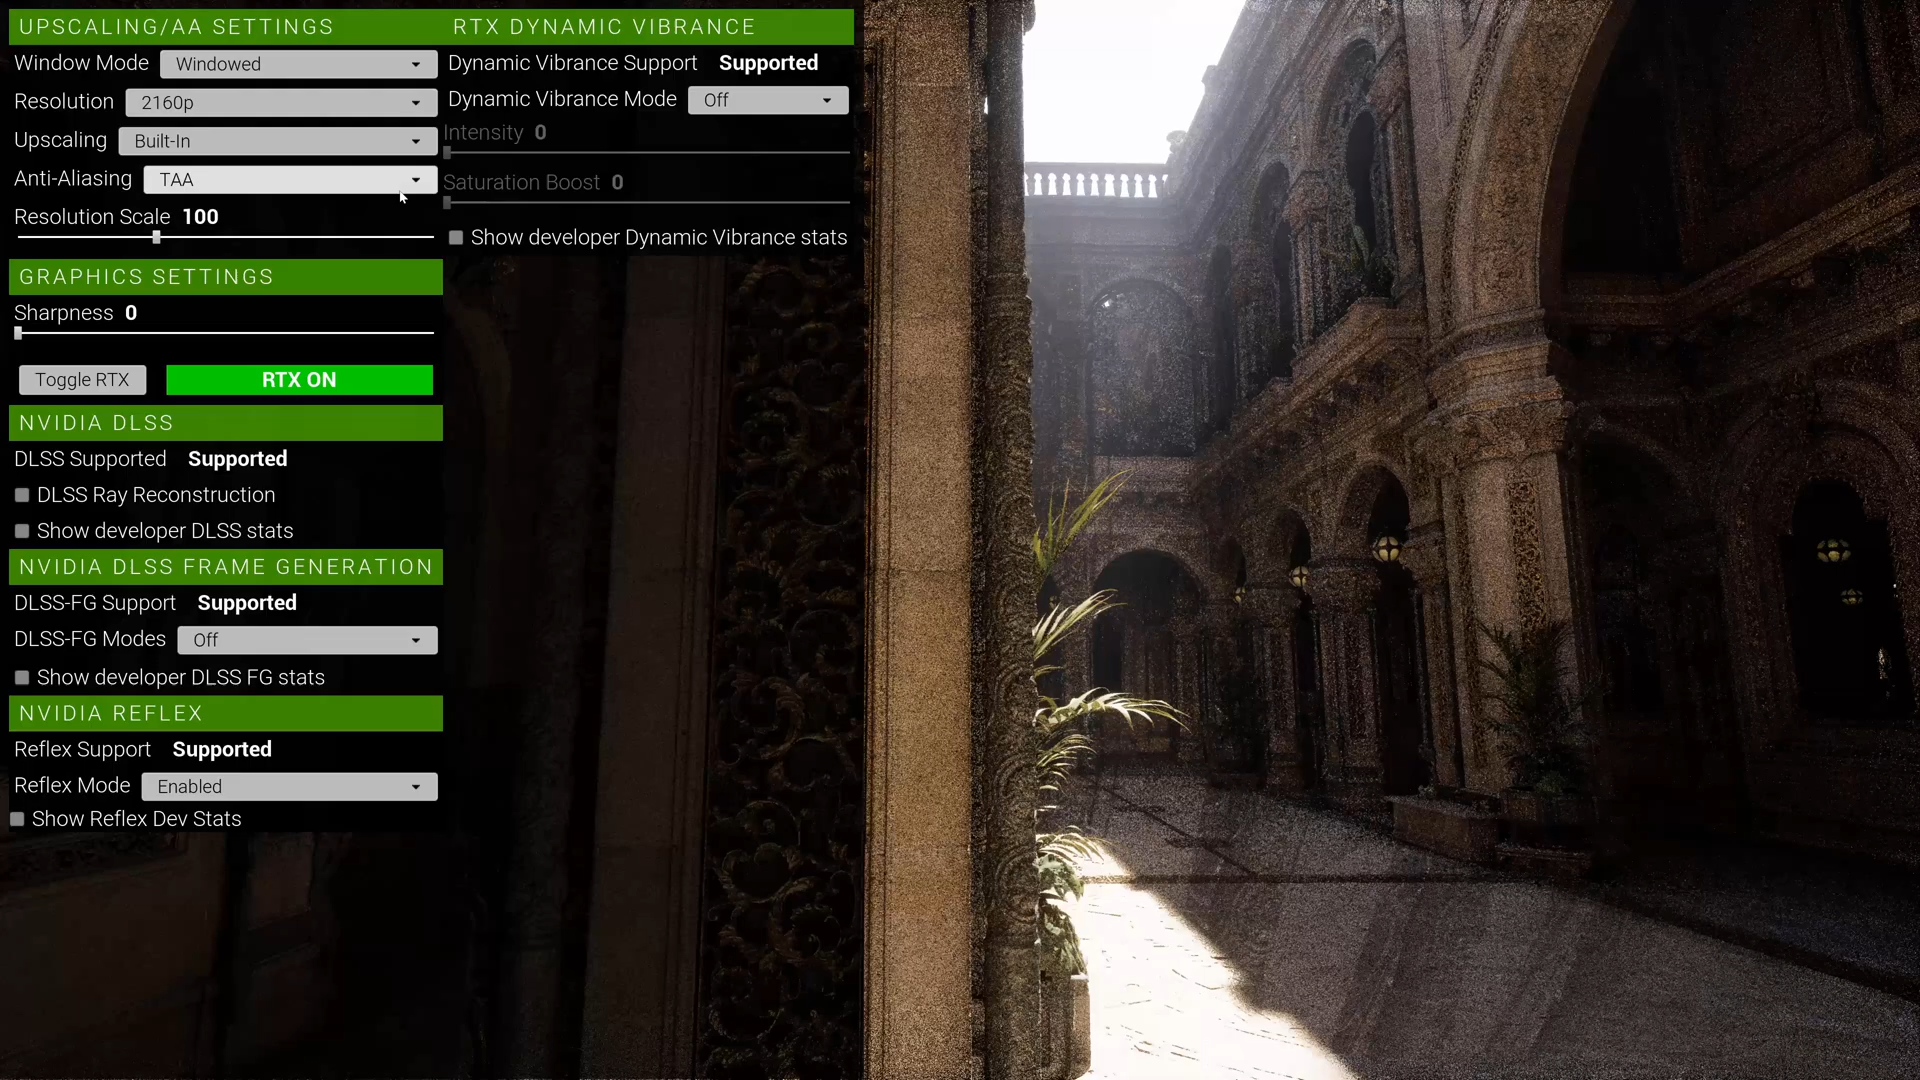 UPSCALING/AA SETTINGS
Window Mode Windowed
Resolution 2160p
Upscaling Built-In
Anti-Aliasing TAA
Resolution Scale 100
GRAPHICS SETTINGS
Sharpness 0
Toggle RTX RTX ON
NVIDIA DLSS
DLSS Supported Supported
DLSS Ray Reconstruction
Show developer DLSS stats
NVIDIA DLSS FRAME GENERATION
DLSS-FG Support Supported
DLSS-FG Modes Off
Show developer DLSS FG stats
NVIDIA REFLEX
Reflex Support Supported
Reflex Mode Enabled
Show Reflex Dev Stats
RTX DYNAMIC VIBRANCE
Dynamic Vibrance Support Supported
Dynamic Vibrance Mode Off
Intensity 0
Saturation Boost 0
Show developer Dynamic Vibrance stats